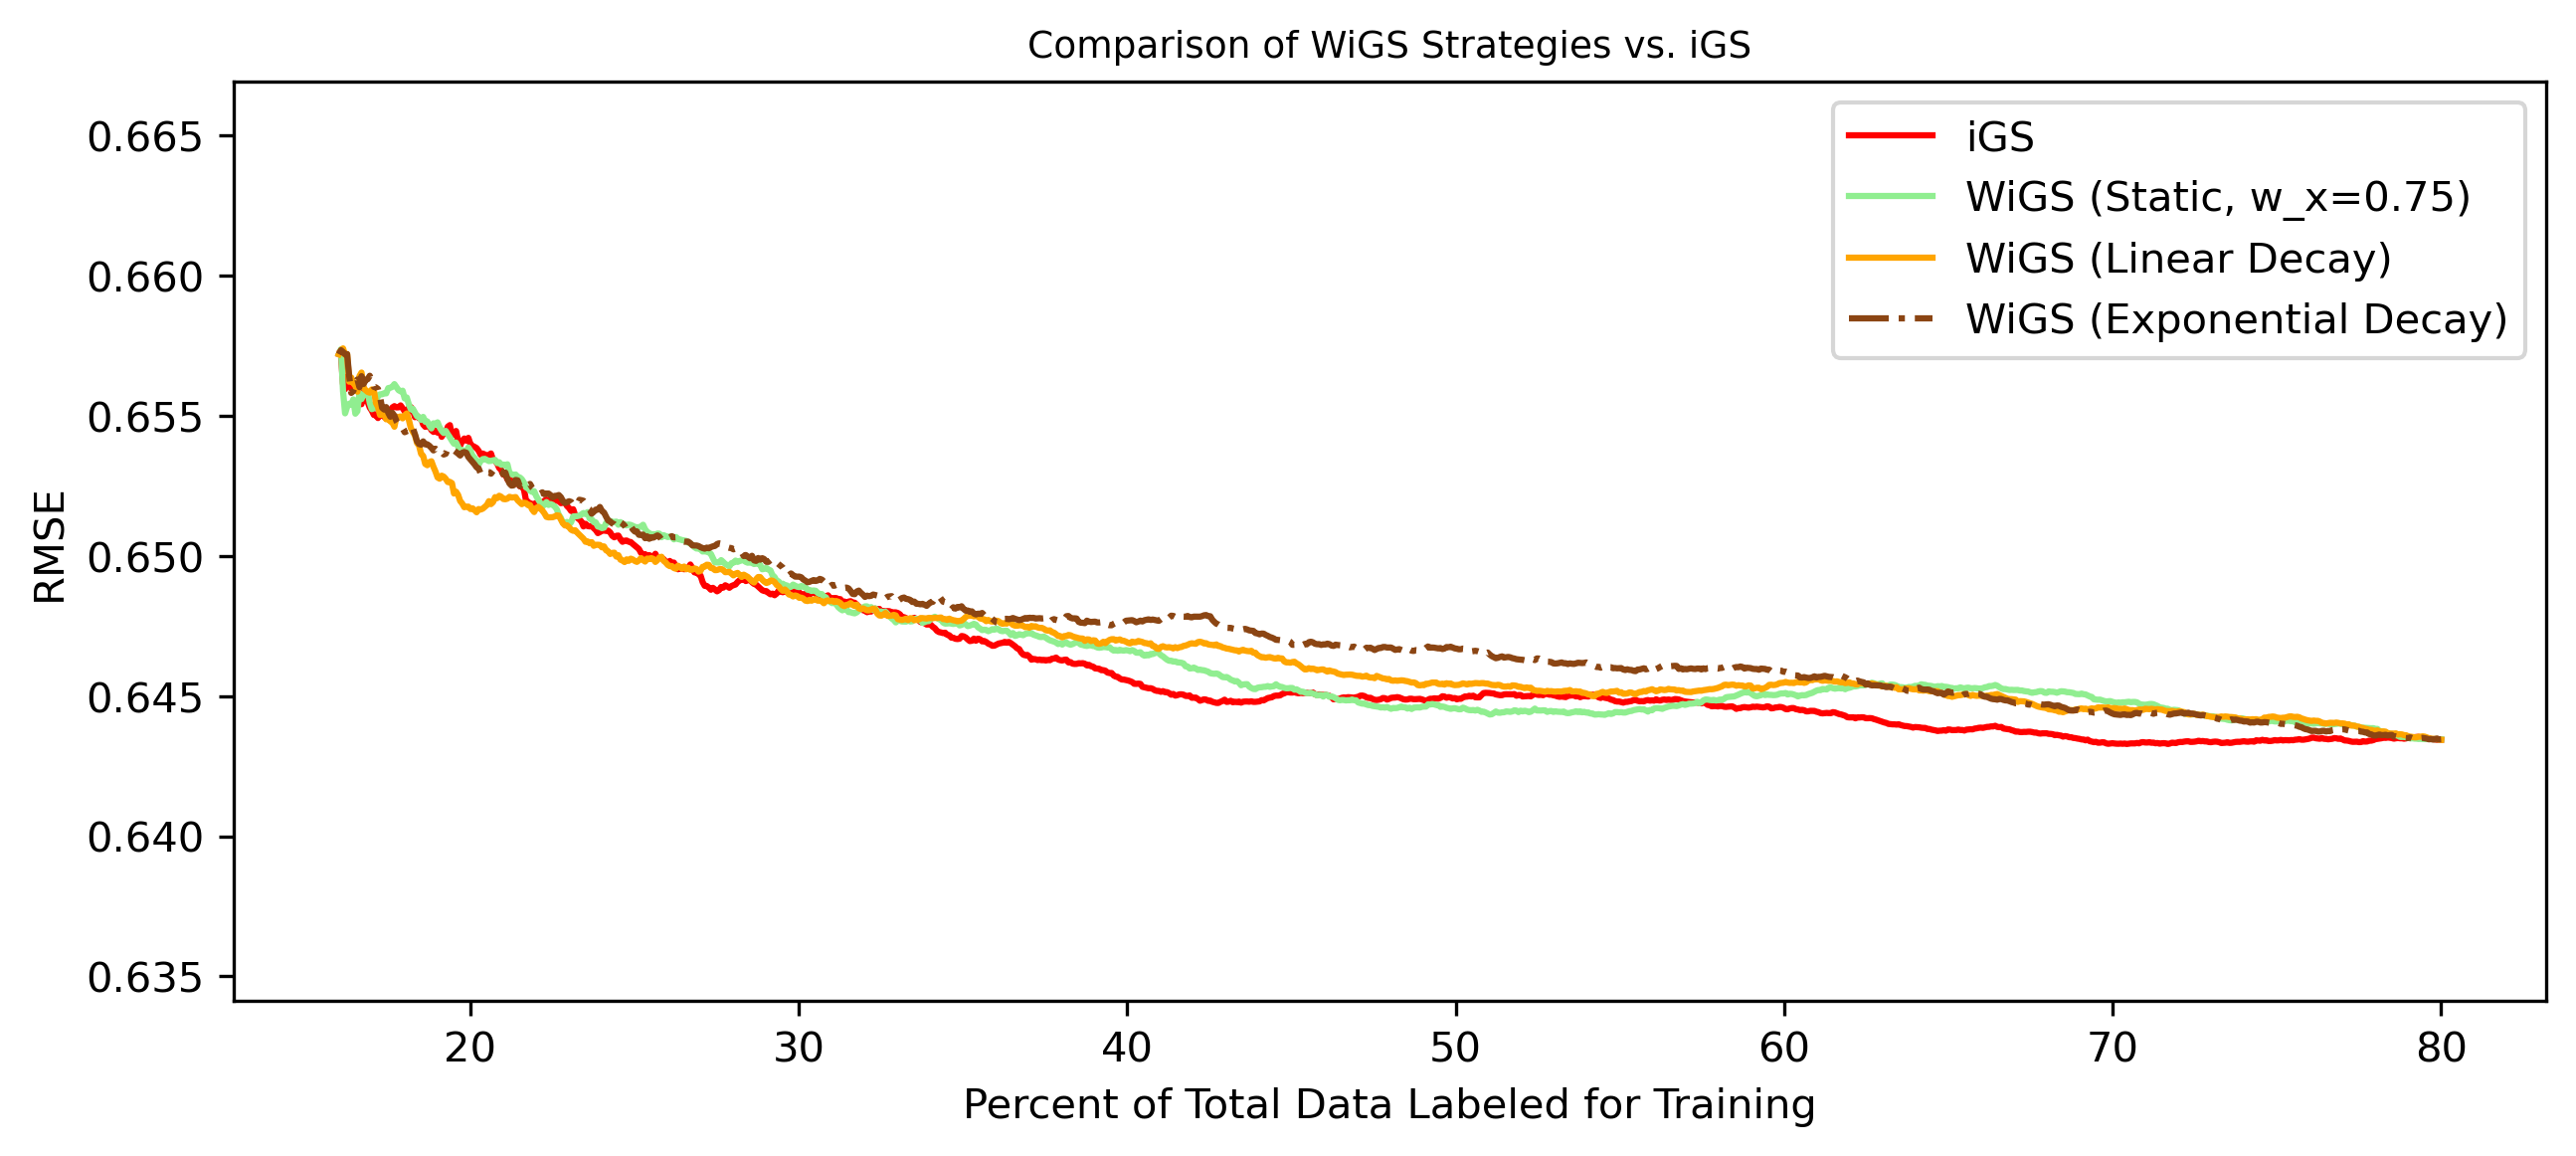 Comparison of WiGS Strategies vs. iGS
iGS
WiGS (Static, w_x=0.75)
WiGS (Linear Decay)
WiGS (Exponential Decay)
RMSE
0.665
0.660
0.655
0.650
0.645
0.640
0.635
20 30 40 50 60 70 80
Percent of Total Data Labeled for Training